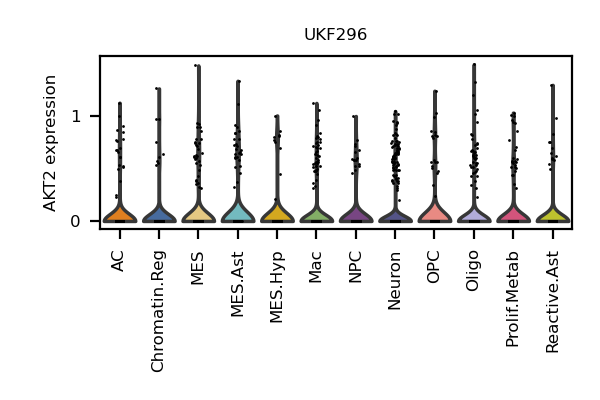 UKF296
AKT2 expression
1
0
AC
Chromatin.Reg
MES
MES.Ast
MES.Hyp
Mac
NPC
Neuron
OPC
Oligo
Prolif.Metab
Reactive.Ast